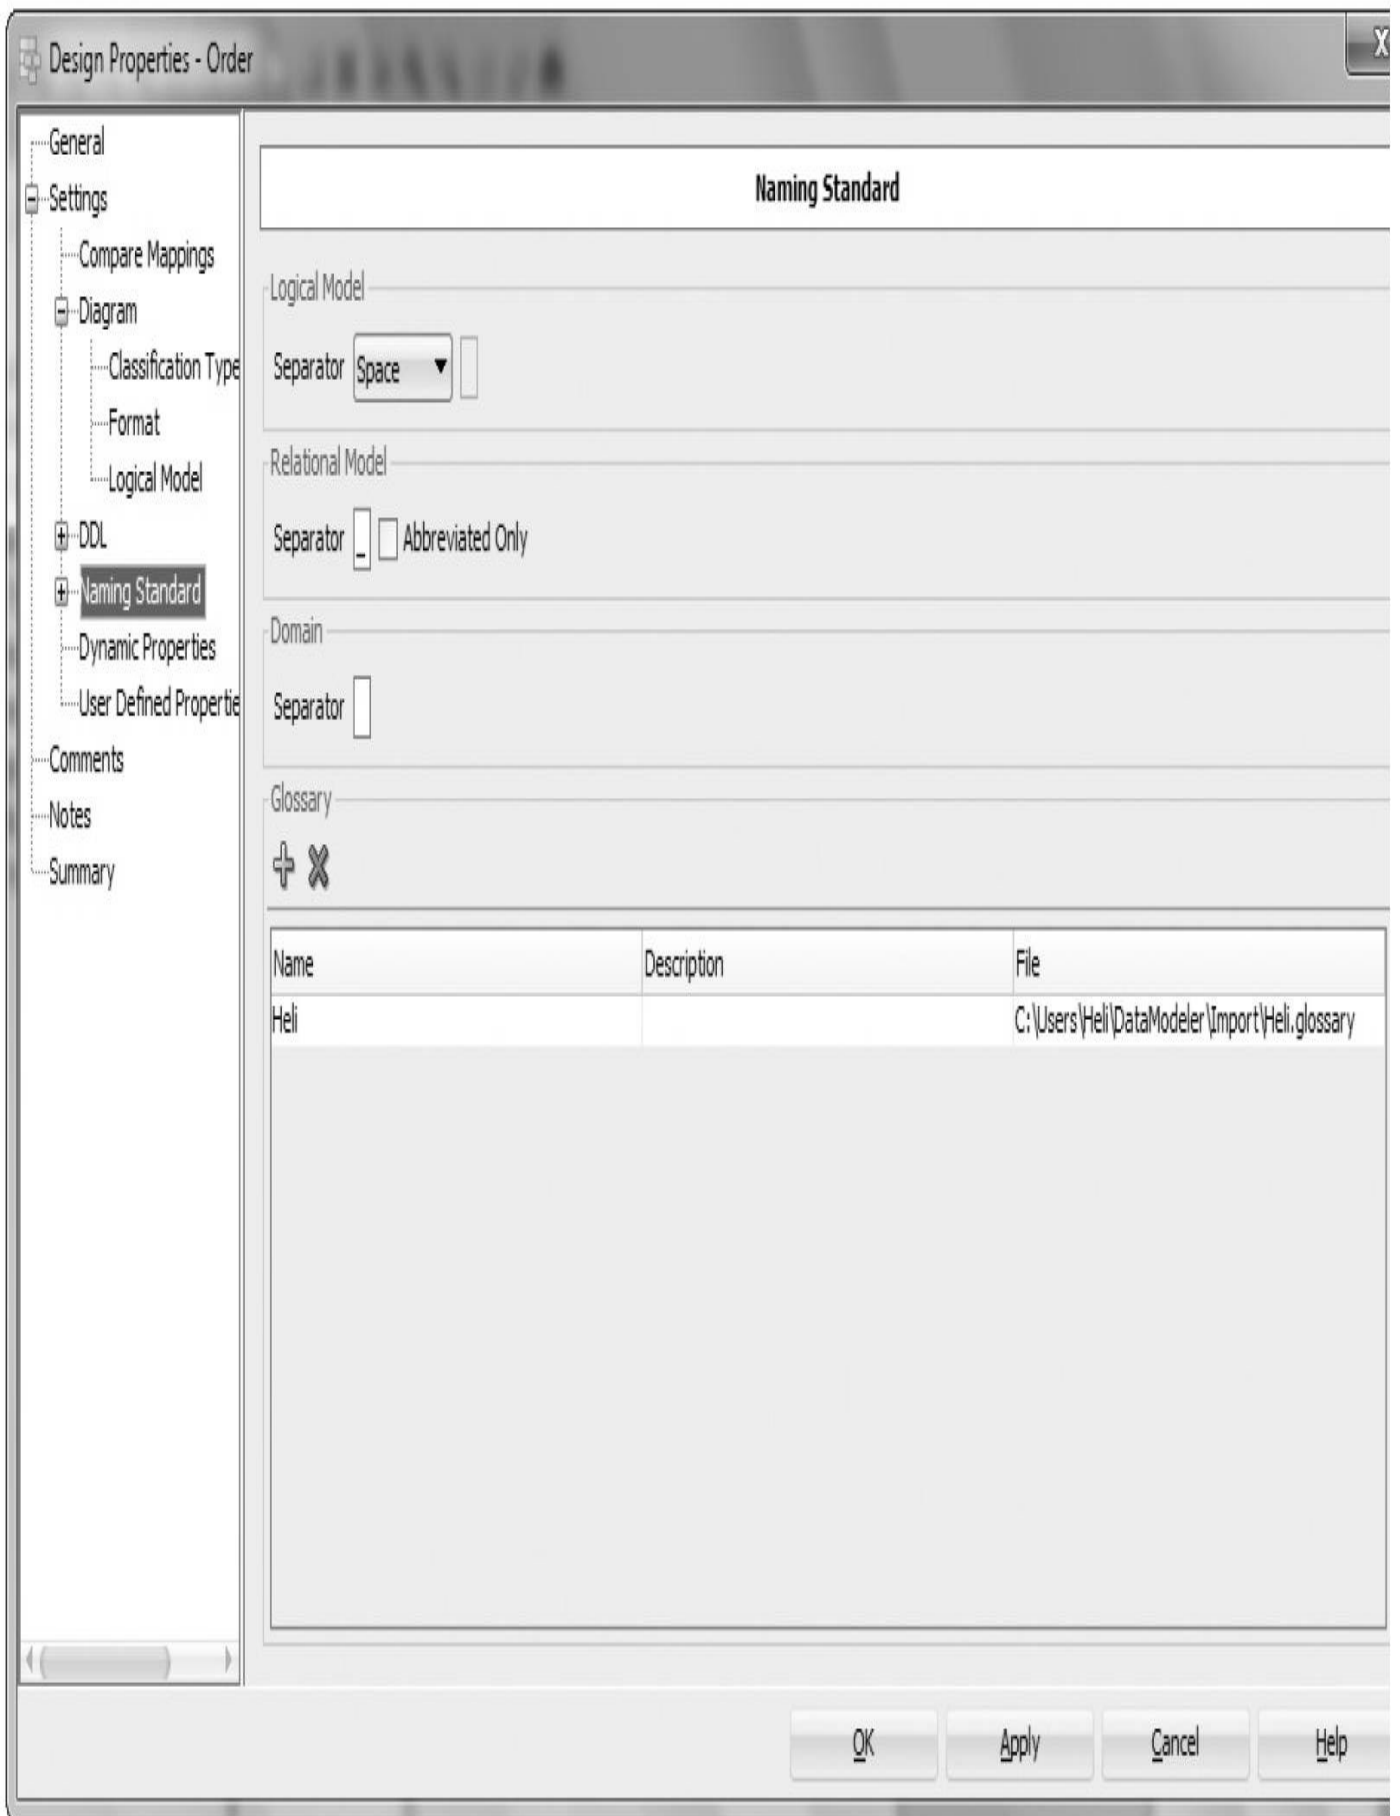 Design Properties - Order
X
General
Settings
Compare Mappings
Diagram
Classification Type
Format
Logical Model
DDL
Naming Standard
Dynamic Properties
User Defined Propertie
Comments
Notes
Summary
Naming Standard
Logical Model
Separator Space
Relational Model
Separator _ Abbreviated Only
Domain
Separator
Glossary
Name Description File
Heli C:\Users\Heli\DataModeler\Import\Heli.glossary
OK Apply Cancel Help